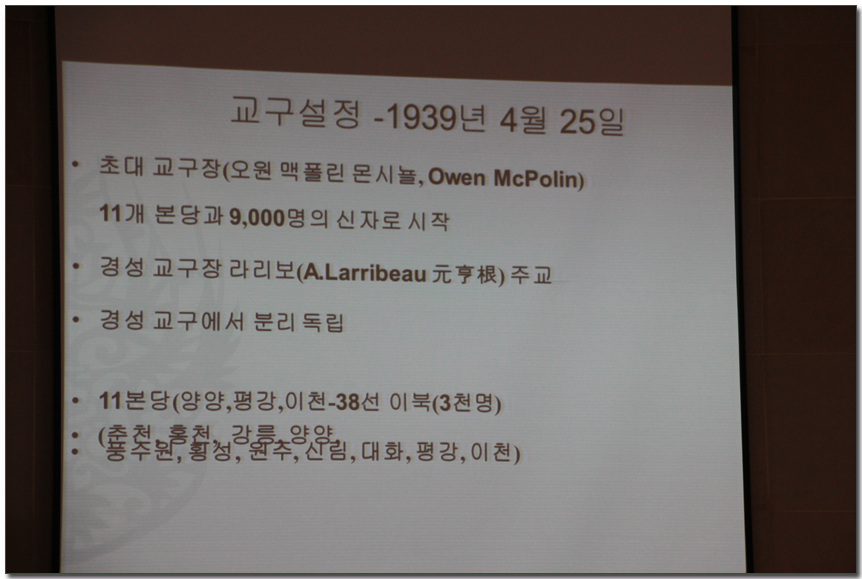 교구설정 -1939년 4월 25일
• 초대 교구장(오원 맥폴린 몬시뇰, Owen McPolin)
11개 본당과 9,000명의 신자로 시작
• 경성 교구장 라리보(A.Larribeau 元亨根) 주교
• 경성 교구에서 분리 독립
• 11본당(양양,평강,이천-38선 이북(3천명)
• (춘천, 홍천, 강릉, 양양,
• 풍수원, 횡성, 원주, 신림, 대화, 평강, 이천)